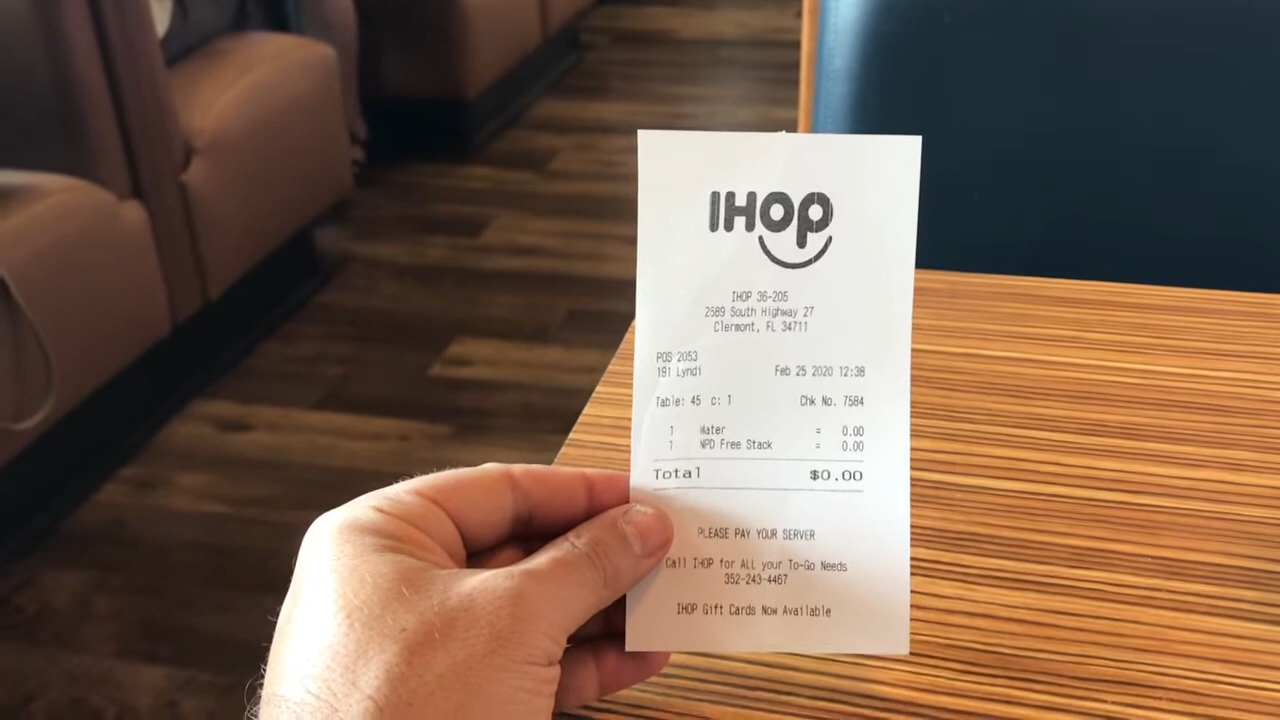 IHOP
IHOP 36-205
2589 South Highway 27
Clermont, FL 34711
POS 2053
191 Lyndi Feb 25 2020 12:38
Table: 45 c: 1 Chk No. 7584
1 Water = 0.00
1 NPD Free Stack = 0.00
Total $0.00
PLEASE PAY YOUR SERVER
Call IHOP for ALL your To-Go Needs
352-243-4467
IHOP Gift Cards Now Available